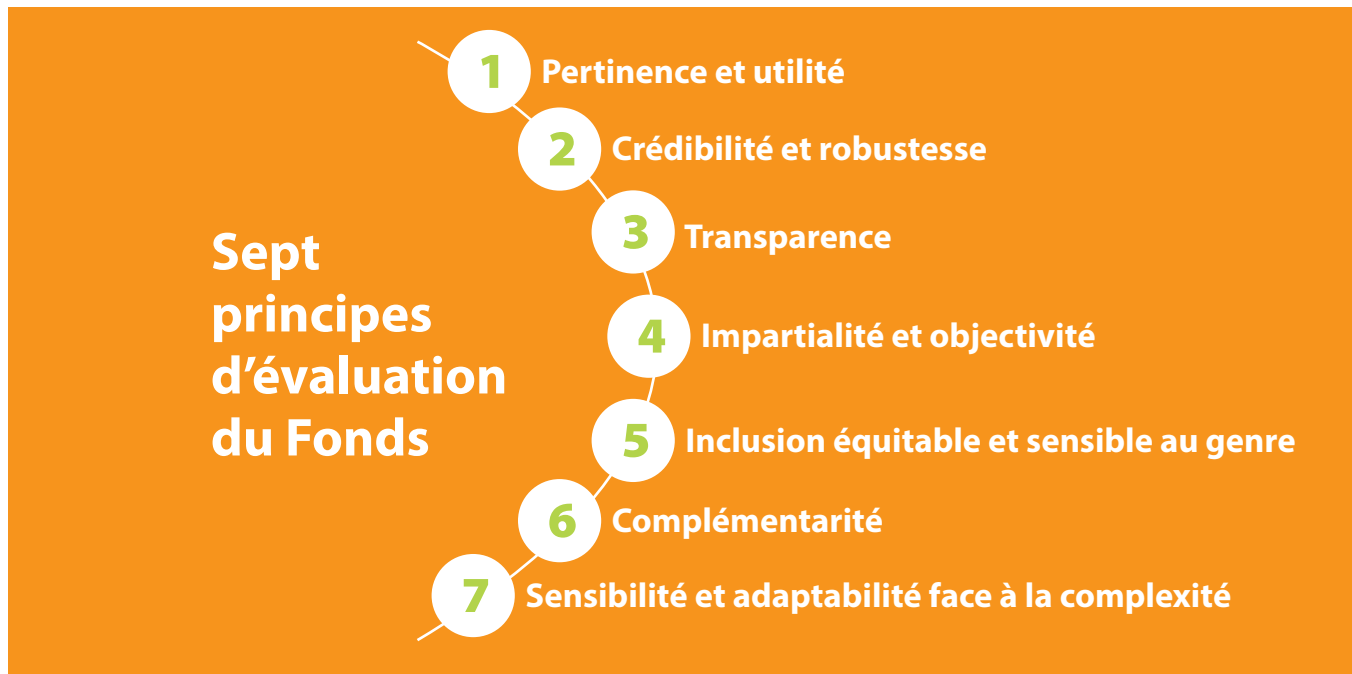 Sept
principes
d’évaluation
du Fonds
1 Pertinence et utilité
2 Crédibilité et robustesse
3 Transparence
4 Impartialité et objectivité
5 Inclusion équitable et sensible au genre
6 Complémentarité
7 Sensibilité et adaptabilité face à la complexité